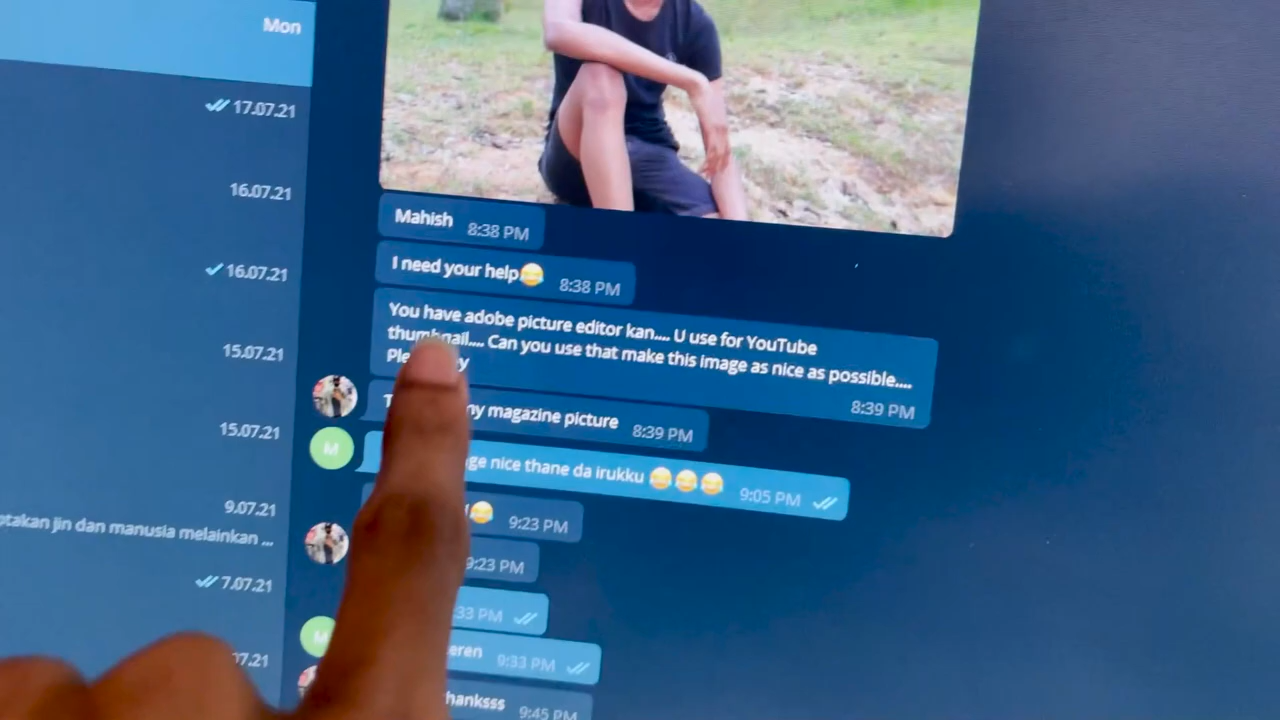 Mon
17.07.21
16.07.21
16.07.21
15.07.21
15.07.21
9.07.21
ptakan jin dan manusia melainkan ...
7.07.21
07.21
Mahish 8:38 PM
I need your help😂 8:38 PM
You have adobe picture editor kan.... U use for YouTube
thumbnail.... Can you use that make this image as nice as possible....
8:39 PM
my magazine picture 8:39 PM
M
nice thane da irukku 😂😂😂 9:05 PM
😂 9:23 PM
9:23 PM
:33 PM
M
eren 9:33 PM
hanksss 9:45 PM